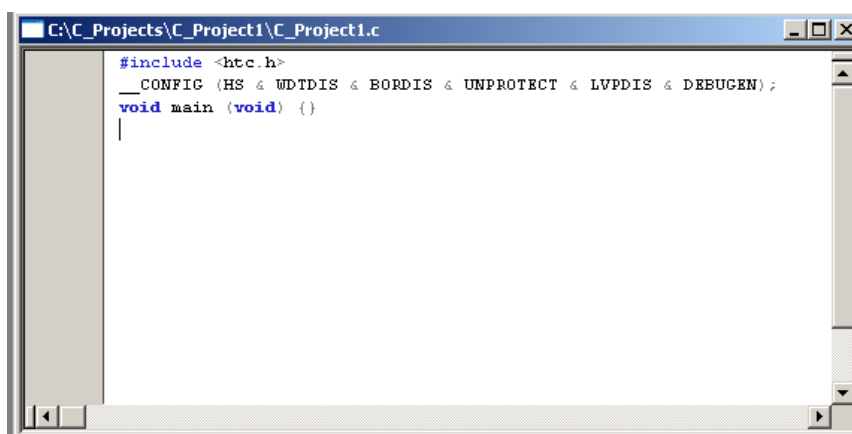 C:\C_Projects\C_Project1\C_Project1.c
#include <htc.h>
__CONFIG (HS & WDTDIS & BORDIS & UNPROTECT & LVPDIS & DEBUGEN);
void main (void) {}